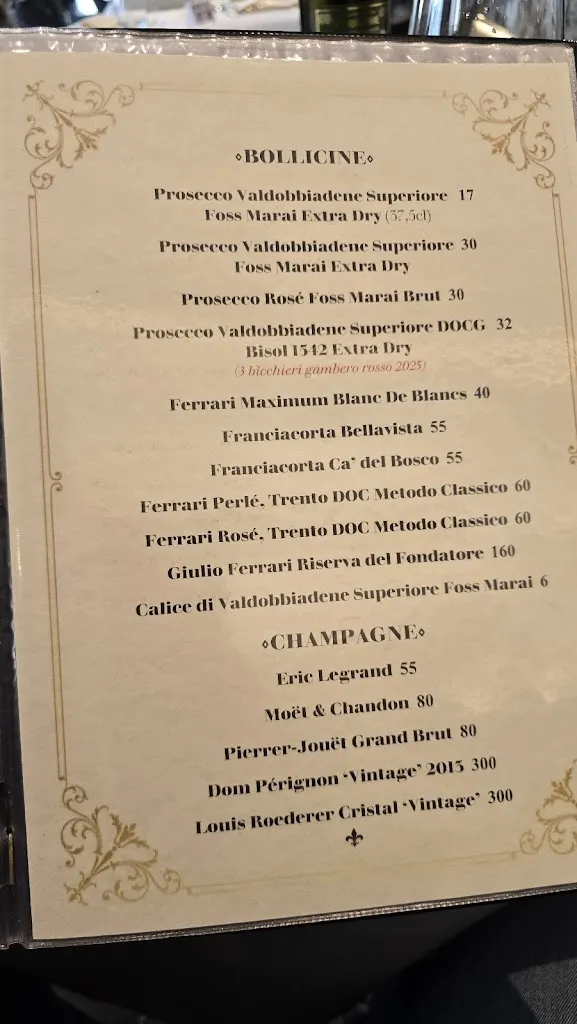 BOLLICINE
Prosecco Valdobbiadene Superiore 17
Foss Marai Extra Dry (37,5cl)
Prosecco Valdobbiadene Superiore 30
Foss Marai Extra Dry
Prosecco Rosé Foss Marai Brut 30
Prosecco Valdobbiadene Superiore DOCG 32
Bisol 1542 Extra Dry
(3 bicchieri gambero rosso 2025)
Ferrari Maximum Blanc De Blancs 40
Franciacorta Bellavista 55
Franciacorta Ca' del Bosco 55
Ferrari Perlé, Trento DOC Metodo Classico 60
Ferrari Rosé, Trento DOC Metodo Classico 60
Giulio Ferrari Riserva del Fondatore 160
Calice di Valdobbiadene Superiore Foss Marai 6
CHAMPAGNE
Eric Legrand 55
Moët & Chandon 80
Pierrer-Jouët Grand Brut 80
Dom Pérignon ‘Vintage’ 2013 300
Louis Roederer Cristal ‘Vintage’ 300